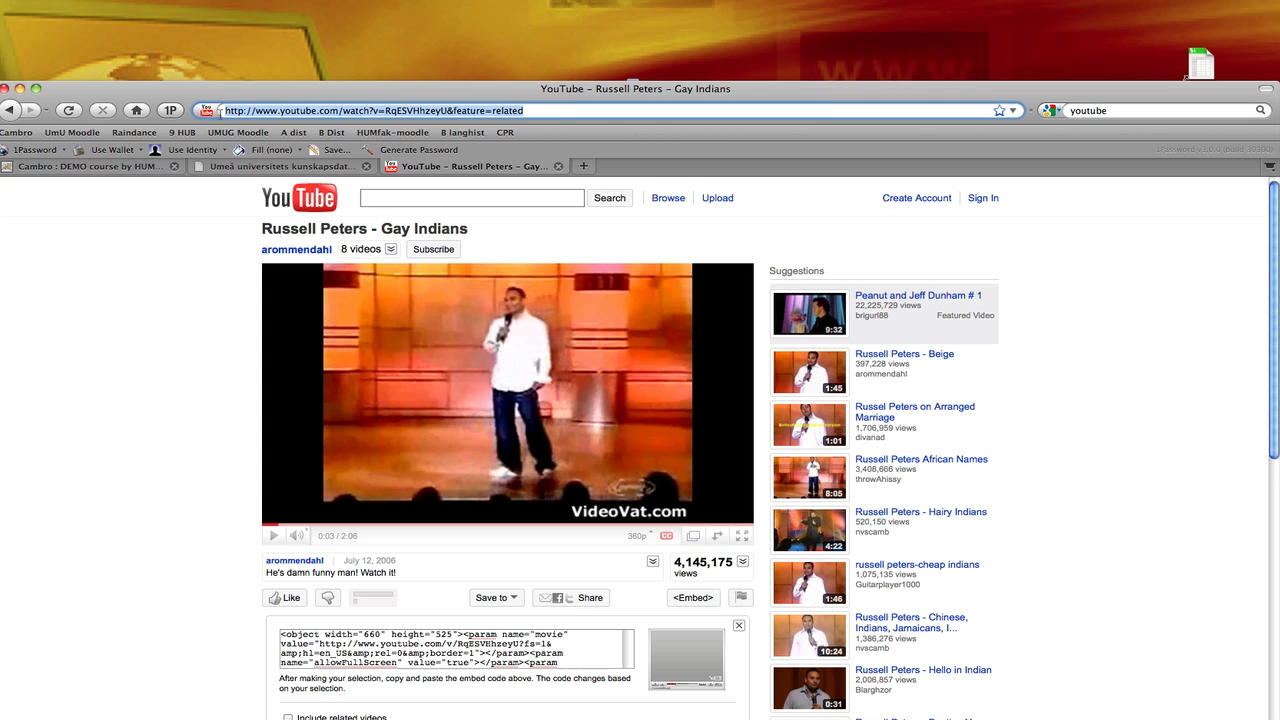 WWW
YouTube - Russell Peters - Gay Indians
1P
http://www.youtube.com/watch?v=RqESVHhzeyU&feature=related
youtube
Cambro UmU Moodle Raindance 9 HUB UMUG Moodle A dist B Dist HUMfak-moodle B langhist CPR
1Password Use Wallet Use Identity Fill (none) Save... Generate Password
1Password v3.0.0 (build 30300)
Cambro : DEMO course by HUM... Umeå universitets kunskapsdat... YouTube - Russell Peters - Gay...
YouTube Search Browse Upload Create Account Sign In
Russell Peters - Gay Indians
arommendahl 8 videos Subscribe
VideoVat.com
0:03 / 2:06 360p CC
arommendahl July 12, 2006
He's damn funny man! Watch it!
4,145,175
views
Like Save to Share <Embed>
<object width="660" height="525"><param name="movie"
value="http://www.youtube.com/v/RqESVHhzeyU?fs=1&
amp;hl=en_US&amp;rel=0&amp;border=1"></param><param
name="allowFullScreen" value="true"></param><param
After making your selection, copy and paste the embed code above. The code changes based
on your selection.
Include related videos
Suggestions
Peanut and Jeff Dunham # 1
22,225,729 views
brigurl88 Featured Video
9:32
Russell Peters - Beige
397,228 views
arommendahl
1:45
Russel Peters on Arranged
Marriage
1,706,959 views
divanad
1:01
Russell Peters African Names
3,408,666 views
throwAhissy
8:05
Russell Peters - Hairy Indians
520,150 views
nvscamb
4:22
russell peters-cheap indians
1,075,135 views
Guitarplayer1000
1:46
Russell Peters - Chinese,
Indians, Jamaicans, I...
1,386,276 views
nvscamb
10:24
Russell Peters - Hello in Indian
2,006,857 views
Blarghzor
0:31